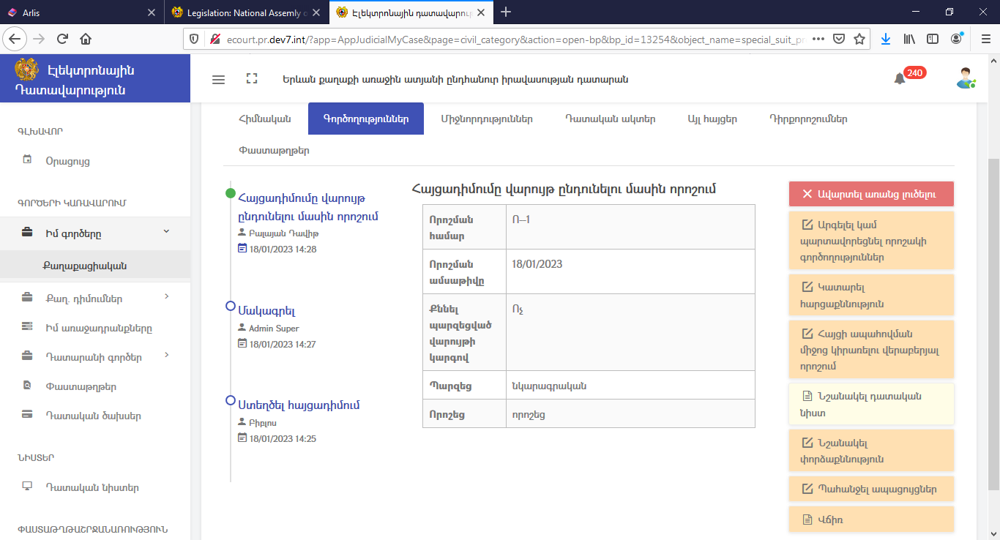 Arlis
Legislation: National Assemly o
Էլեկտրոնային դատավարությ
ecourt.pr.dev7.int/?app=AppJudicialMyCase&page=civil_category&action=open-bp&bp_id=13254&object_name=special_suit_pr
Էլեկտրոնային
Դատավարություն
Երևան քաղաքի առաջին ատյանի ընդհանուր իրավասության դատարան
240
ԳԼԽԱՎՈՐ
Օրացույց
ԳՈՐԾԵՐԻ ԿԱՌԱՎԱՐՈՒՄ
Իմ գործերը
Քաղաքացիական
Քաղ. դիմումներ
Իմ առաջադրանքները
Դատարանի գործեր
Փաստաթղթեր
Դատական ծախսեր
ՆԻՍՏԵՐ
Դատական նիստեր
ՓԱՍՏԱԹՂԹԱՇՐՋԱՆԱՌՈՒԹՅՈՒՆ
Հիմնական
Գործողություններ
Միջնորդություններ
Դատական ակտեր
Այլ հայցեր
Դիրքորոշումներ
Փաստաթղթեր
Հայցադիմումը վարույթ
ընդունելու մասին որոշում
Բալայան Դավիթ
18/01/2023 14:28
Մակագրել
Admin Super
18/01/2023 14:27
Ստեղծել հայցադիմում
Բիբլոս
18/01/2023 14:25
Հայցադիմումը վարույթ ընդունելու մասին որոշում
Որոշման
համար
Ո—1
Որոշման
ամսաթիվը
18/01/2023
Քննել
պարզեցված
վարույթի
կարգով
Ոչ
Պարզեց
նկարագրական
Որոշեց
որոշեց
Ավարտել առանց լուծելու
Արգելել կամ
պարտավորեցնել որոշակի
գործողություններ
Կատարել
հարցաքննություն
Հայցի ապահովման
միջոց կիրառելու վերաբերյալ
որոշում
Նշանակել դատական
նիստ
Նշանակել
փորձաքննություն
Պահանջել ապացույցներ
Վճիռ